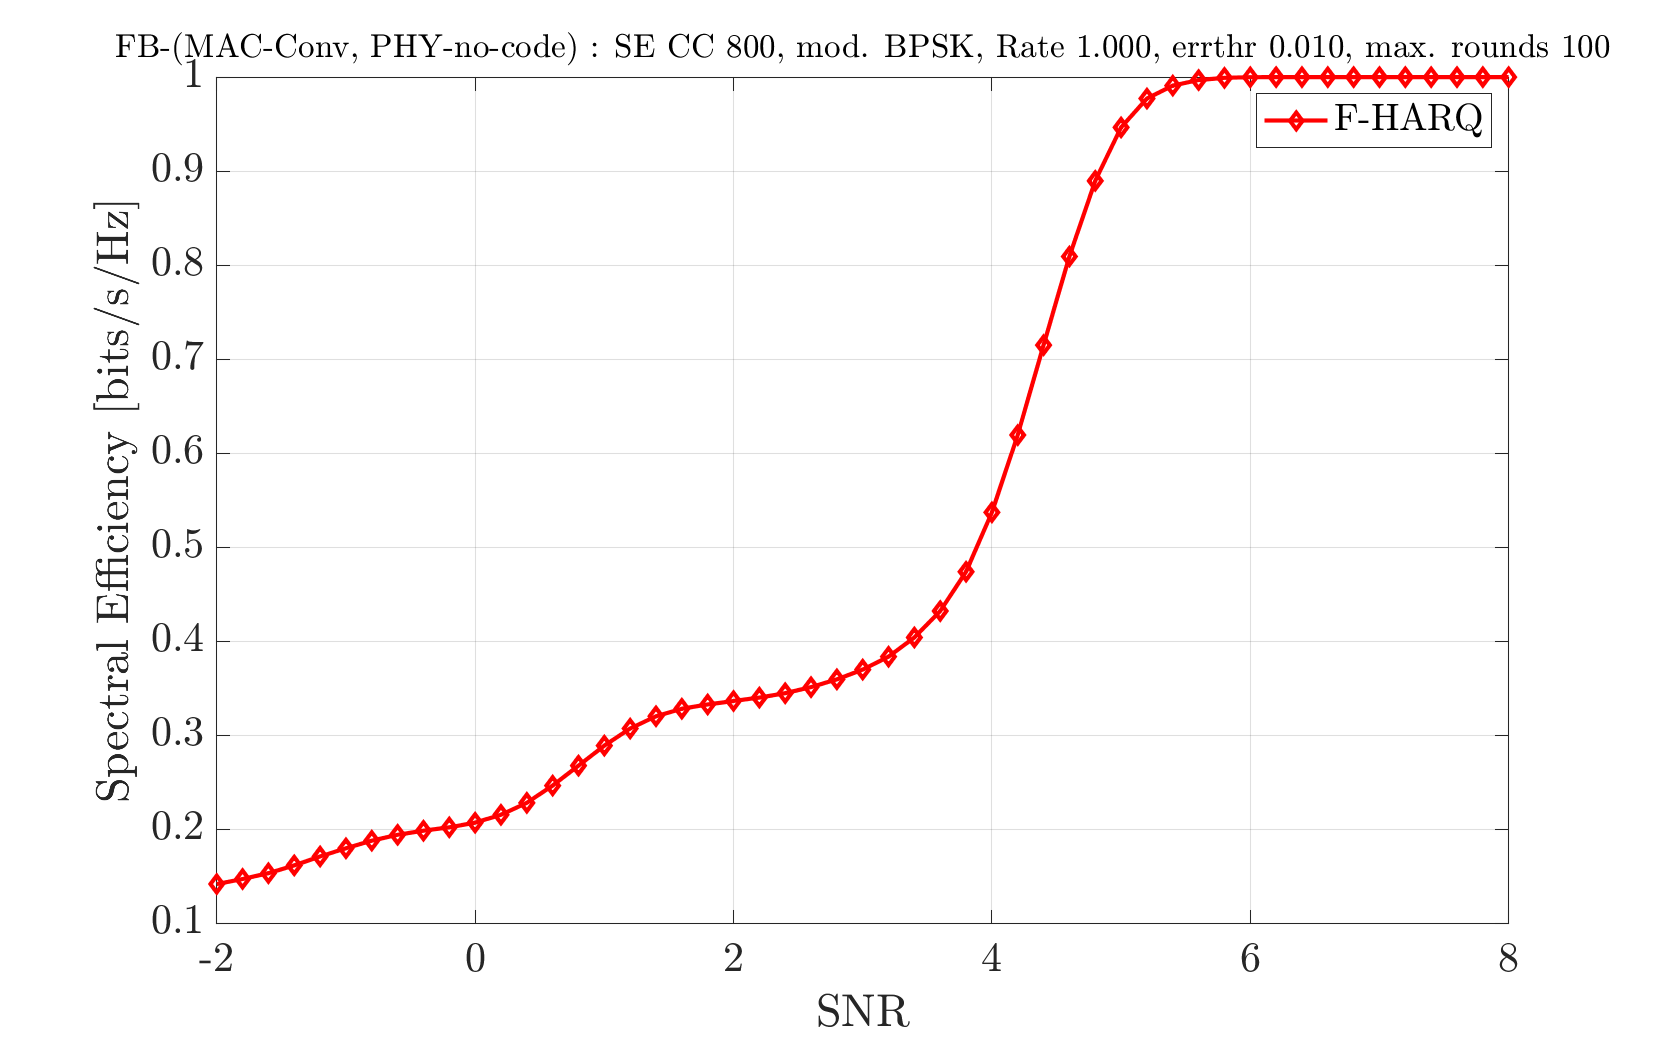 FB-(MAC-Conv, PHY-no-code) : SE CC 800, mod. BPSK, Rate 1.000, errthr 0.010, max. rounds 100
F-HARQ
Spectral Efficiency [bits/s/Hz]
1
0.9
0.8
0.7
0.6
0.5
0.4
0.3
0.2
0.1
-2 0 2 4 6 8
SNR